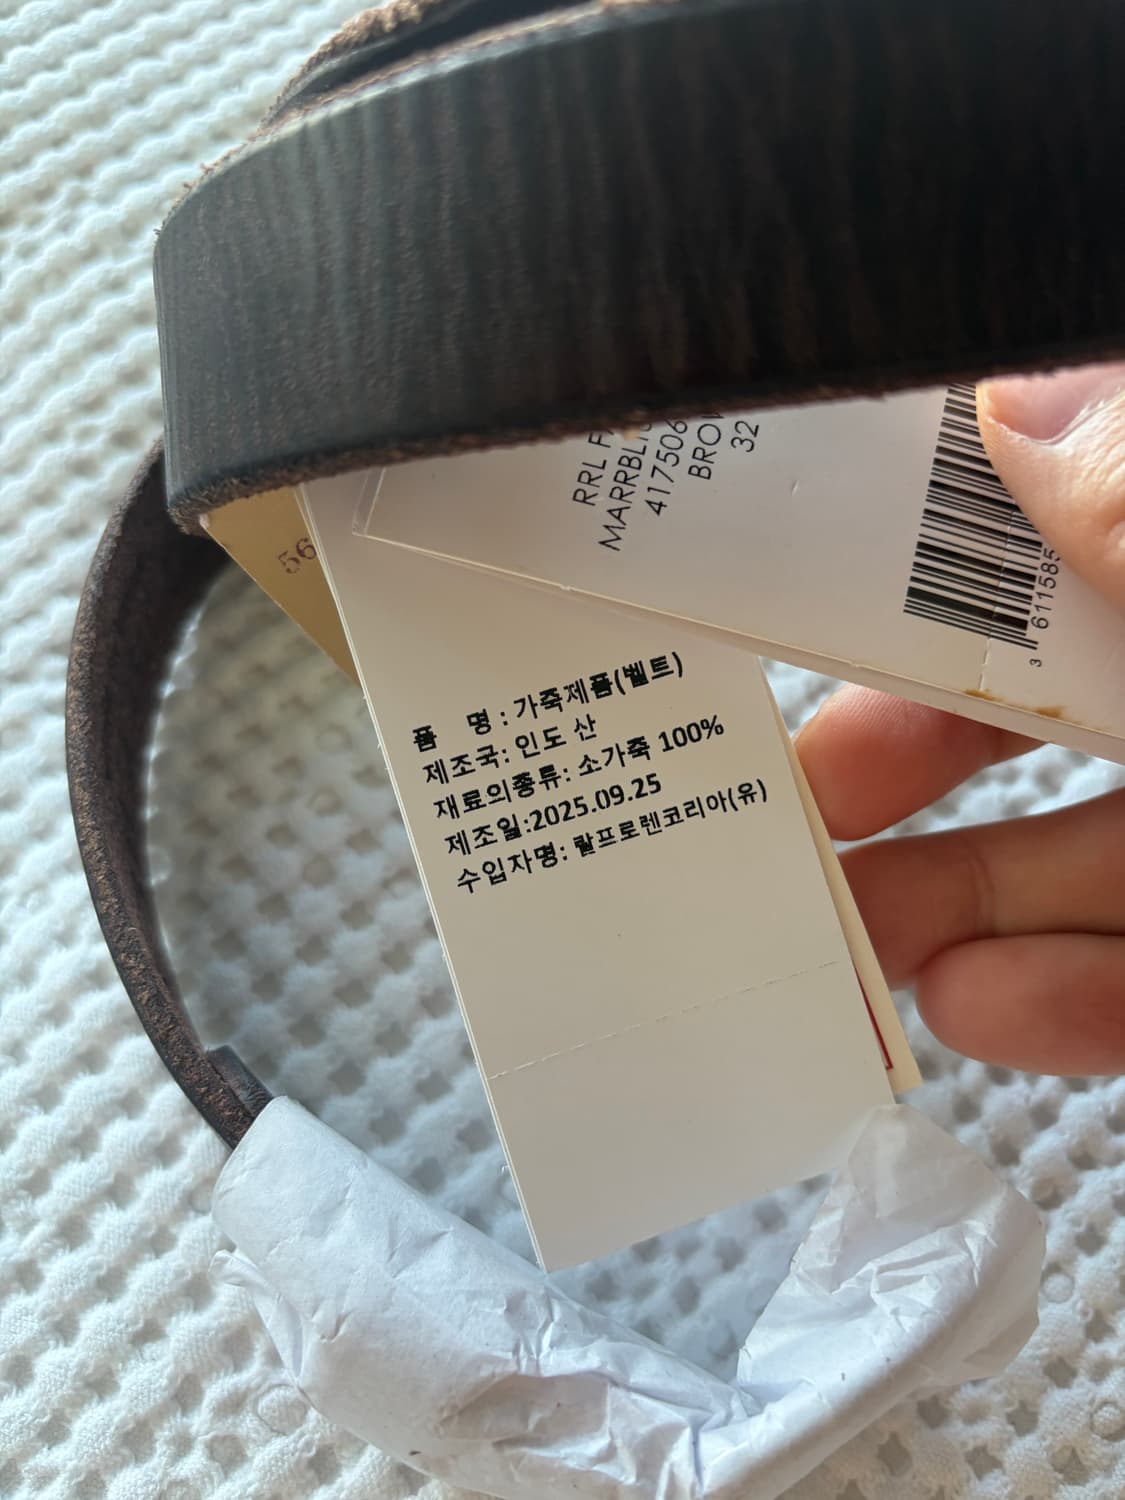 RRL
MARRBL
417506
BROW
32
3 611585
56
품 명 : 가죽제품(벨트)
제조국: 인도 산
재료의종류: 소가죽 100%
제조일:2025.09.25
수입자명: 랄프로렌코리아(유)